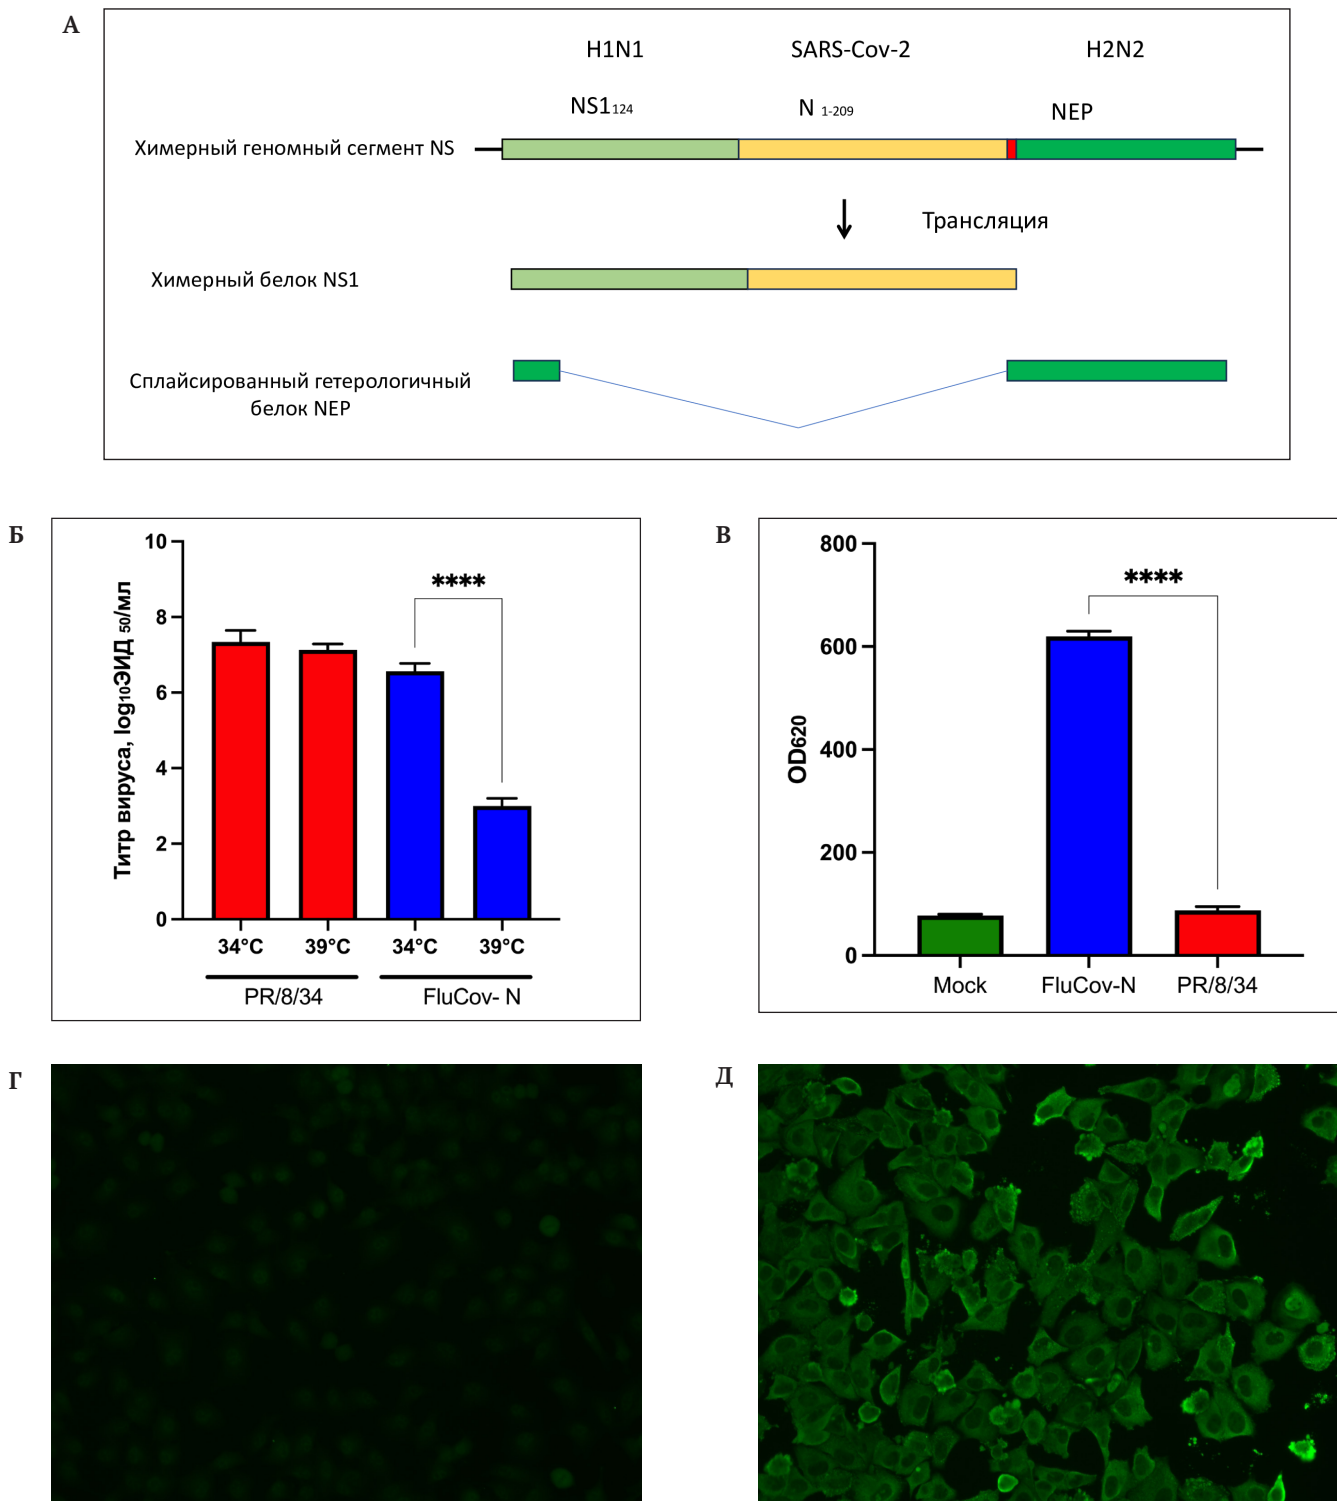 А
H1N1 SARS-Cov-2 H2N2
NS1124 N 1-209 NEP
Химерный геномный сегмент NS
Трансляция
Химерный белок NS1
Сплайсированный гетерологичный
белок NEP
Б
Титр вируса, log10ЭИД 50/мл
10
8
6
4
2
0
****
34°C 39°C 34°C 39°C
PR/8/34 FluCov- N
В
OD620
800
600
400
200
0
****
Mock FluCov-N PR/8/34
Г
Д